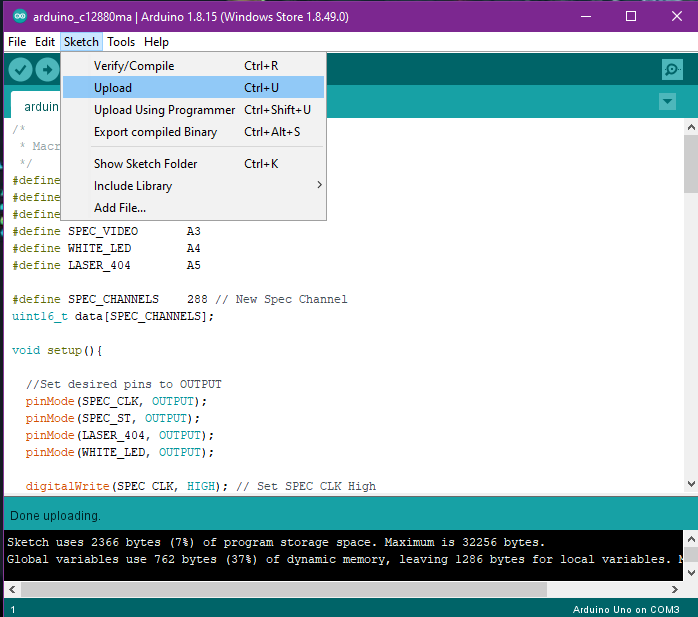 arduino_c12880ma | Arduino 1.8.15 (Windows Store 1.8.49.0)
File Edit Sketch Tools Help
Verify/Compile Ctrl+R
Upload Ctrl+U
Upload Using Programmer Ctrl+Shift+U
Export compiled Binary Ctrl+Alt+S
Show Sketch Folder Ctrl+K
Include Library
Add File...
arduin
/*
* Macr
*/
#define
#define
#define
#define SPEC_VIDEO A3
#define WHITE_LED A4
#define LASER_404 A5
#define SPEC_CHANNELS 288 // New Spec Channel
uint16_t data[SPEC_CHANNELS];
void setup(){
//Set desired pins to OUTPUT
pinMode(SPEC_CLK, OUTPUT);
pinMode(SPEC_ST, OUTPUT);
pinMode(LASER_404, OUTPUT);
pinMode(WHITE_LED, OUTPUT);
digitalWrite(SPEC_CLK, HIGH); // Set SPEC_CLK High
Done uploading.
Sketch uses 2366 bytes (7%) of program storage space. Maximum is 32256 bytes.
Global variables use 762 bytes (37%) of dynamic memory, leaving 1286 bytes for local variables. M
1 Arduino Uno on COM3